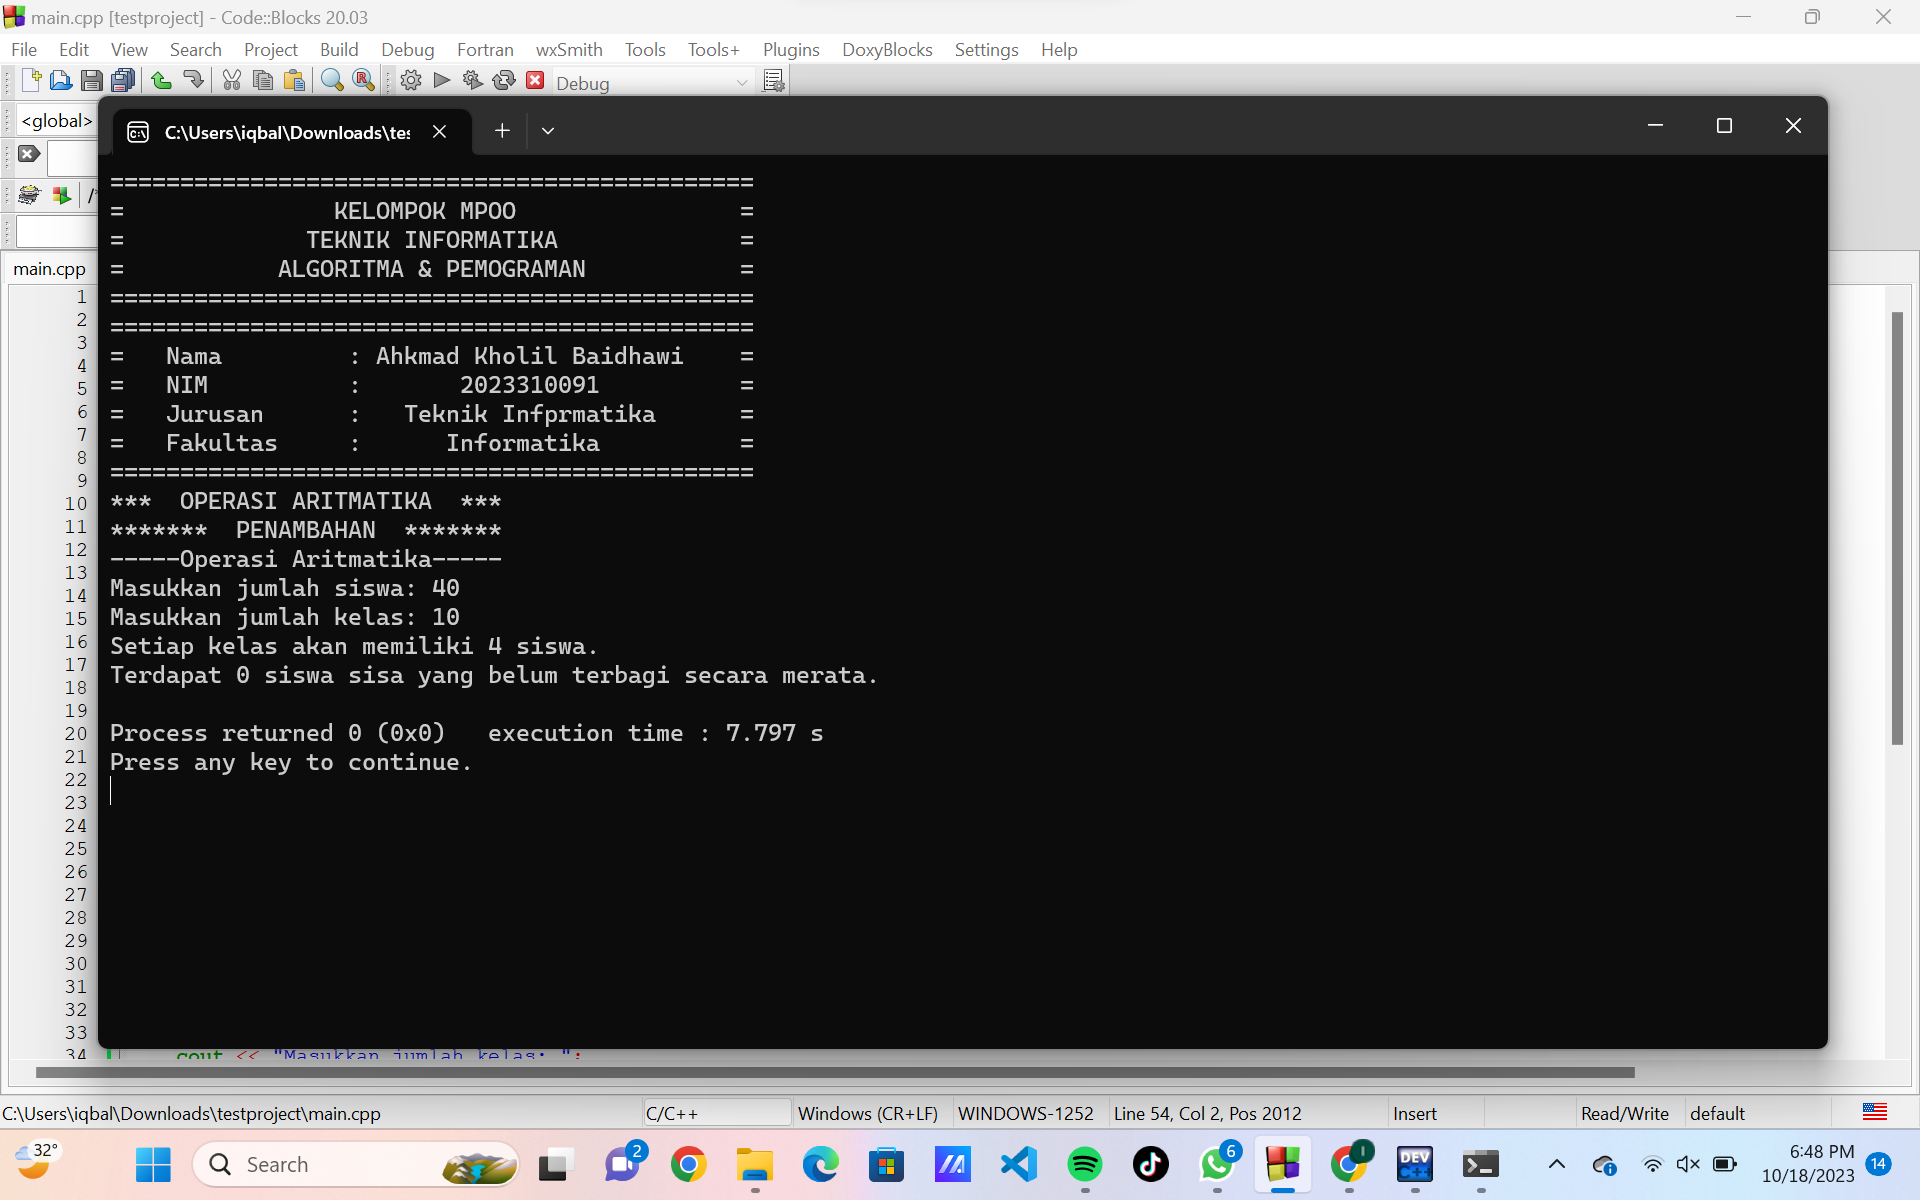 main.cpp [testproject] - Code::Blocks 20.03
File Edit View Search Project Build Debug Fortran wxSmith Tools Tools+ Plugins DoxyBlocks Settings Help
Debug
<global>
C:\Users\iqbal\Downloads\tes
main.cpp
==============================================
=               KELOMPOK MPOO                =
=             TEKNIK INFORMATIKA             =
=           ALGORITMA & PEMOGRAMAN           =
==============================================
==============================================
=   Nama         : Ahkmad Kholil Baidhawi    =
=   NIM          :       2023310091          =
=   Jurusan      :   Teknik Infprmatika      =
=   Fakultas     :      Informatika          =
==============================================
***  OPERASI ARITMATIKA  ***
*******  PENAMBAHAN  *******
-----Operasi Aritmatika-----
Masukkan jumlah siswa: 40
Masukkan jumlah kelas: 10
Setiap kelas akan memiliki 4 siswa.
Terdapat 0 siswa sisa yang belum terbagi secara merata.
Process returned 0 (0x0)   execution time : 7.797 s
Press any key to continue.
1
2
3
4
5
6
7
8
9
10
11
12
13
14
15
16
17
18
19
20
21
22
23
24
25
26
27
28
29
30
31
32
33
34 cout << "Masukkan jumlah kelas: ";
C:\Users\iqbal\Downloads\testproject\main.cpp C/C++ Windows (CR+LF) WINDOWS-1252 Line 54, Col 2, Pos 2012 Insert Read/Write default
32° Search 2 6 DEV C++ 6:48 PM
10/18/2023 14